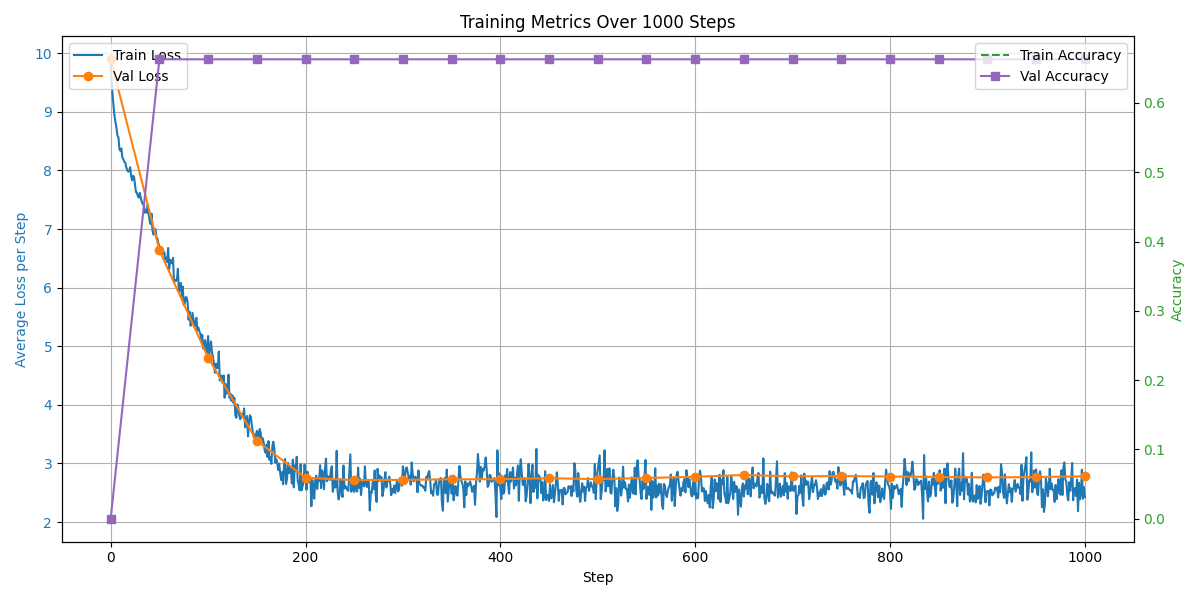 Training Metrics Over 1000 Steps
Train Loss
Val Loss
Train Accuracy
Val Accuracy
10
9
8
7
6
5
4
3
2
Average Loss per Step
0.6
0.5
0.4
0.3
0.2
0.1
0.0
Accuracy
0 200 400 600 800 1000
Step